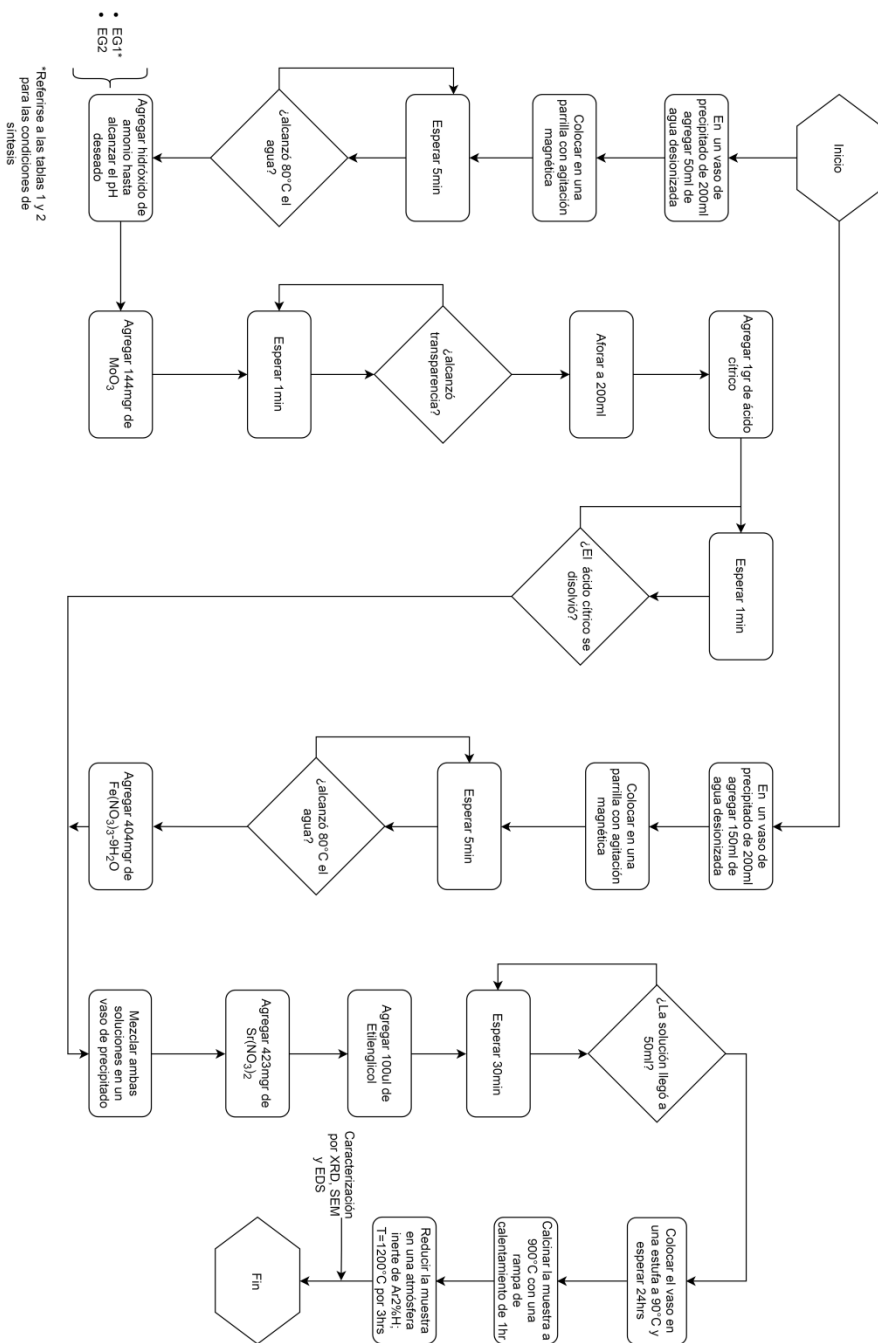 Inicio
En un vaso de
precipitado de 200ml
agregar 50ml de
agua desionizada
Colocar en una
parrilla con agitación
magnética
Esperar 5min
¿alcanzó 80°C el
agua?
Agregar hidróxido de
amonio hasta
alcanzar el pH
deseado
• EG1*
• EG2
*Referirse a las tablas 1 y 2
para las condiciones de
síntesis
Agregar 144mgr de
MoO₃
Esperar 1min
¿alcanzó
transparencia?
Aforar a 200ml
Agregar 1gr de ácido
cítrico
Esperar 1min
¿El ácido cítrico se
disolvió?
En un vaso de
precipitado de 200ml
agregar 150ml de
agua desionizada
Colocar en una
parrilla con agitación
magnética
Esperar 5min
¿alcanzó 80°C el
agua?
Agregar 404mgr de
Fe(NO₃)₃-9H₂O
Mezclar ambas
soluciones en un
vaso de precipitado
Agregar 423mgr de
Sr(NO₃)₂
Agregar 100ul de
Etilenglicol
Esperar 30min
¿La solución llegó a
50ml?
Colocar el vaso en
una estufa a 90°C y
esperar 24hrs
Calcinar la muestra a
900°C con una
rampa de
calentamiento de 1hr
Reducir la muestra
en una atmósfera
inerte de Ar2%H;
T=1200°C por 3hrs
Caracterización
por XRD, SEM
y EDS
Fin